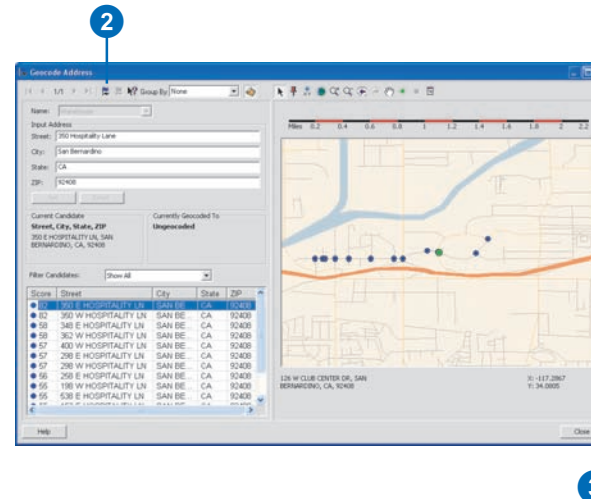 2
Geocode Address
1/1
Group By: None
Name:
Input Address
Street: 350 Hospitality Lane
City: San Bernardino
State: CA
ZIP: 92408
Current Candidate
Street, City, State, ZIP
350 E HOSPITALITY LN, SAN
BERNARDINO, CA, 92408
Currently Geocoded To
Ungeocoded
Filter Candidates: Show All
Score Street City State ZIP
82 350 E HOSPITALITY LN SAN BE... CA 92408
82 350 W HOSPITALITY LN SAN BE... CA 92408
58 348 E HOSPITALITY LN SAN BE... CA 92408
58 362 W HOSPITALITY LN SAN BE... CA 92408
57 400 W HOSPITALITY LN SAN BE... CA 92408
57 298 E HOSPITALITY LN SAN BE... CA 92408
57 298 W HOSPITALITY LN SAN BE... CA 92408
56 258 E HOSPITALITY LN SAN BE... CA 92408
55 198 W HOSPITALITY LN SAN BE... CA 92408
55 538 E HOSPITALITY LN SAN BE... CA 92408
Miles 0.2 0.4 0.6 0.8 1 1.2 1.4 1.6 1.8 2 2.2
126 W CLUB CENTER DR, SAN
BERNARDINO, CA, 92408
X: -117.2867
Y: 34.0805
Help
Close
3